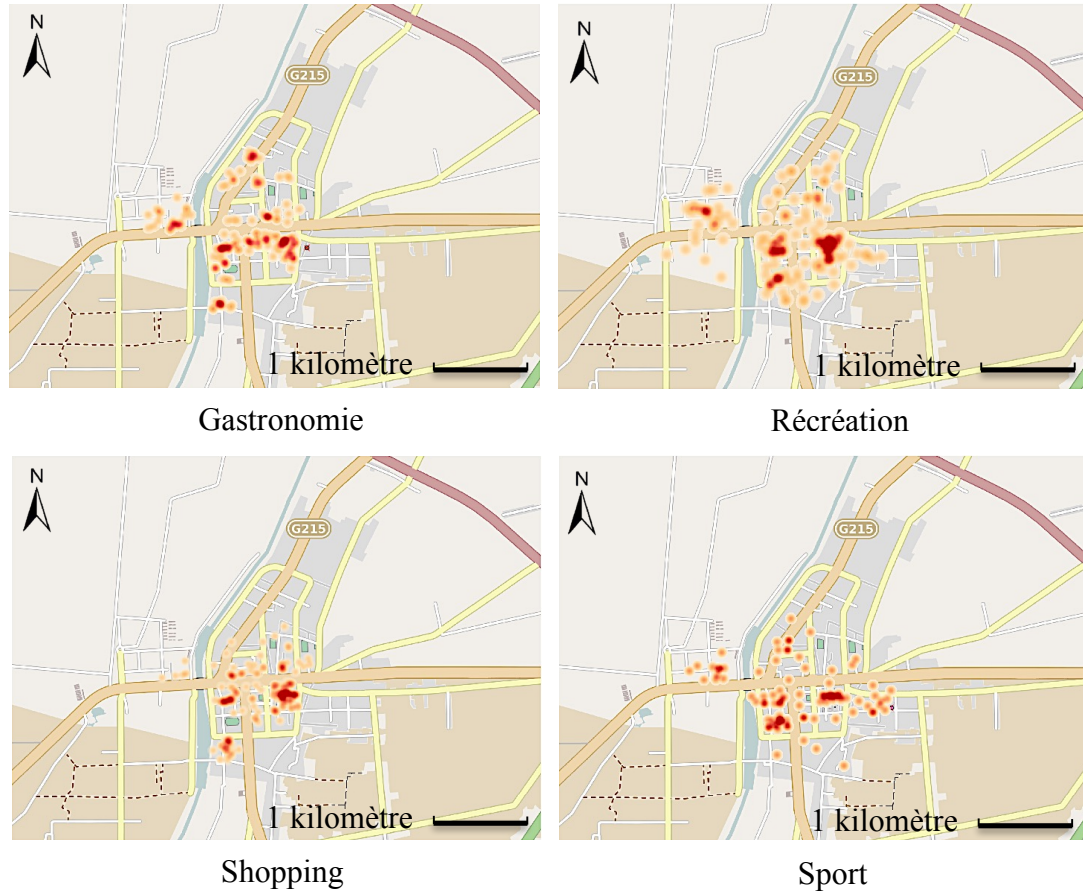 N
N
G215
G215
1 kilomètre
1 kilomètre
Gastronomie
Récréation
N
N
G215
G215
1 kilomètre
1 kilomètre
Shopping
Sport